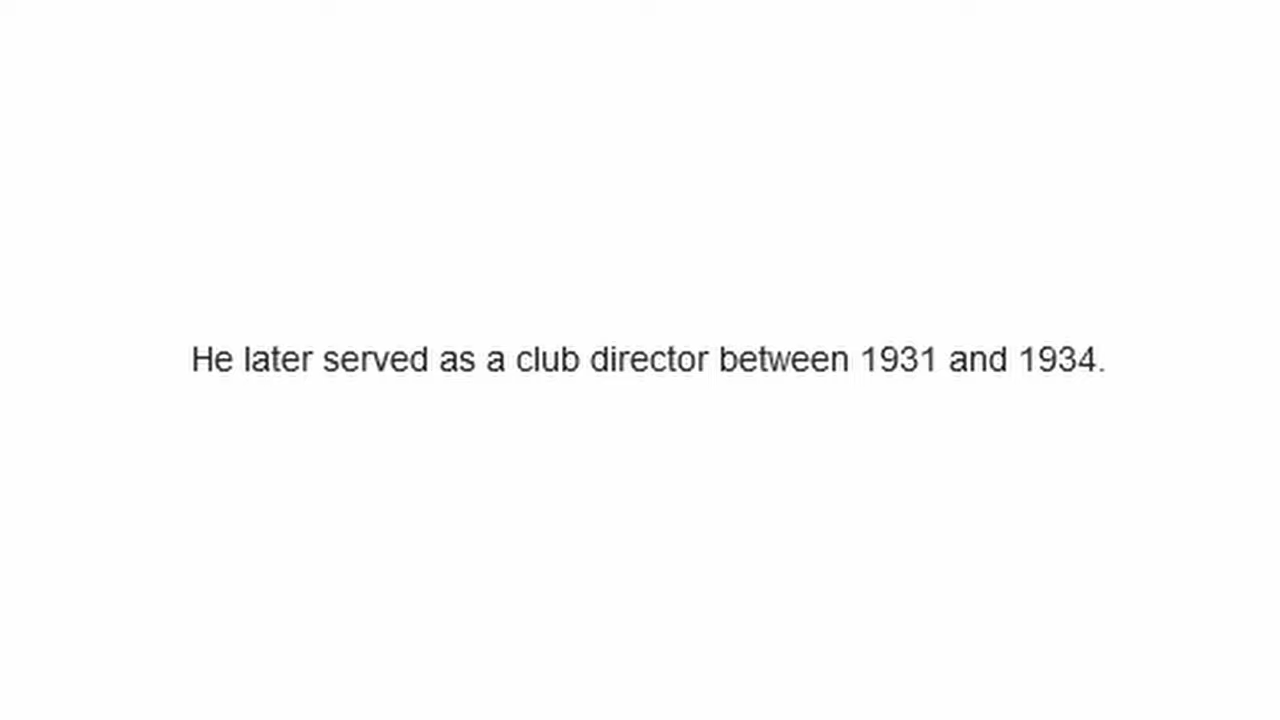 He later served as a club director between 1931 and 1934.